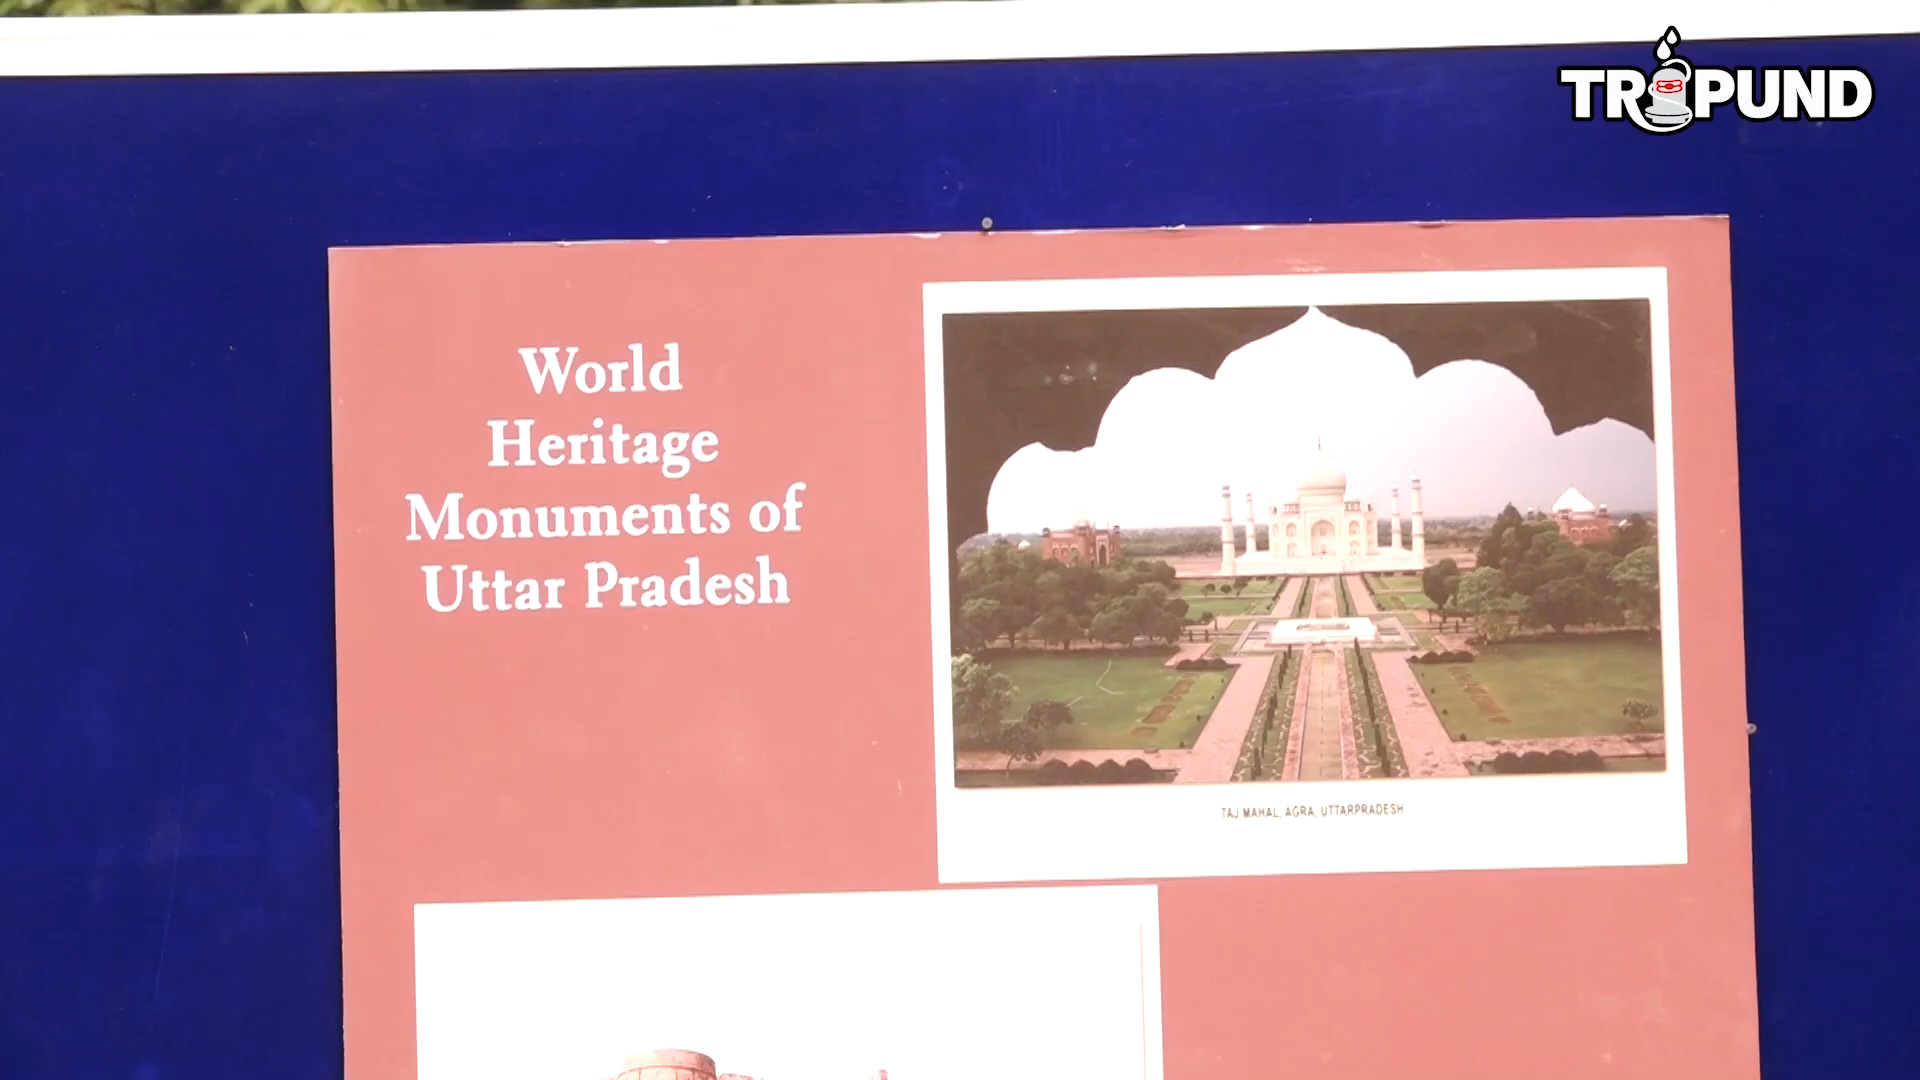 TRIPUND
World
Heritage
Monuments of
Uttar Pradesh
TAJ MAHAL, AGRA, UTTARPRADESH